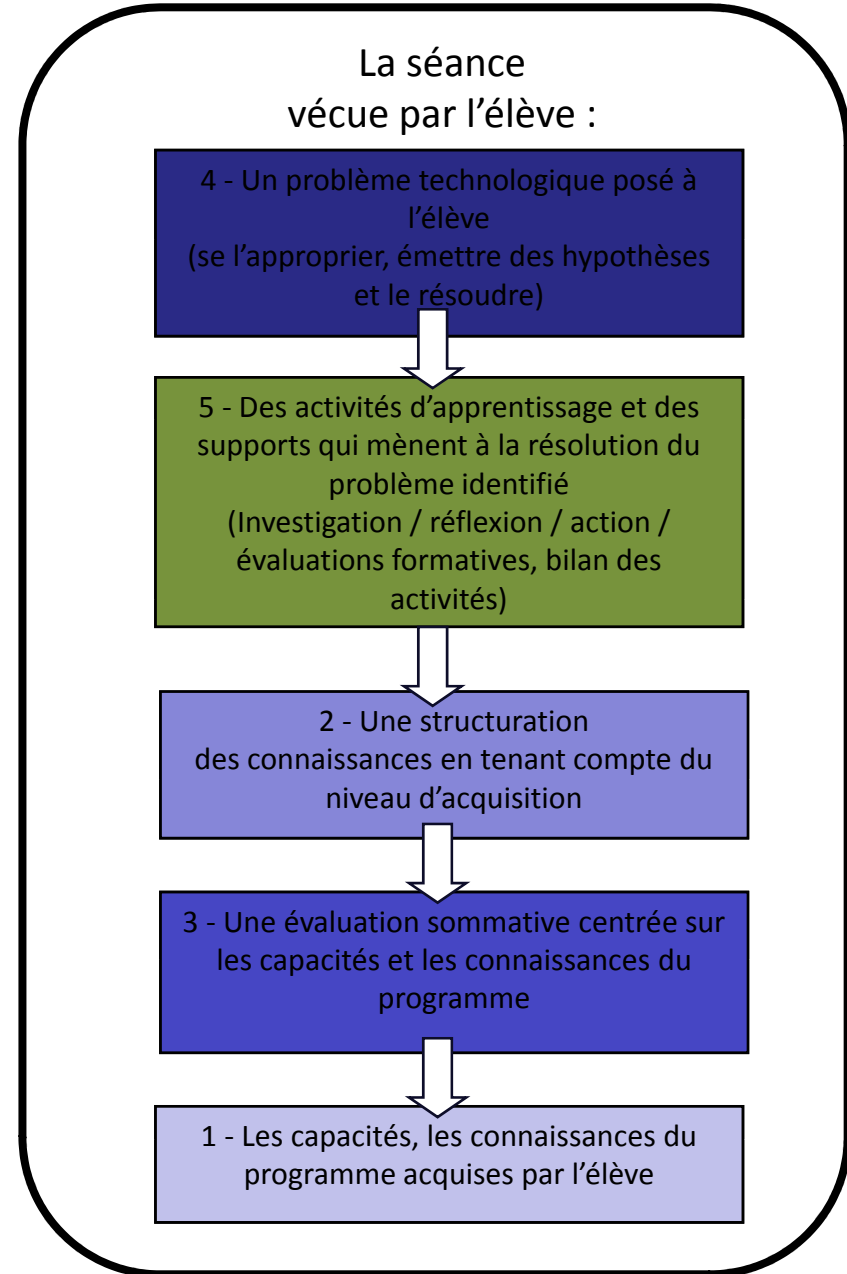 La séance
vécue par l’élève :
4 - Un problème technologique posé à
l’élève
(se l’approprier, émettre des hypothèses
et le résoudre)
5 - Des activités d’apprentissage et des
supports qui mènent à la résolution du
problème identifié
(Investigation / réflexion / action /
évaluations formatives, bilan des
activités)
2 - Une structuration
des connaissances en tenant compte du
niveau d’acquisition
3 - Une évaluation sommative centrée sur
les capacités et les connaissances du
programme
1 - Les capacités, les connaissances du
programme acquises par l’élève